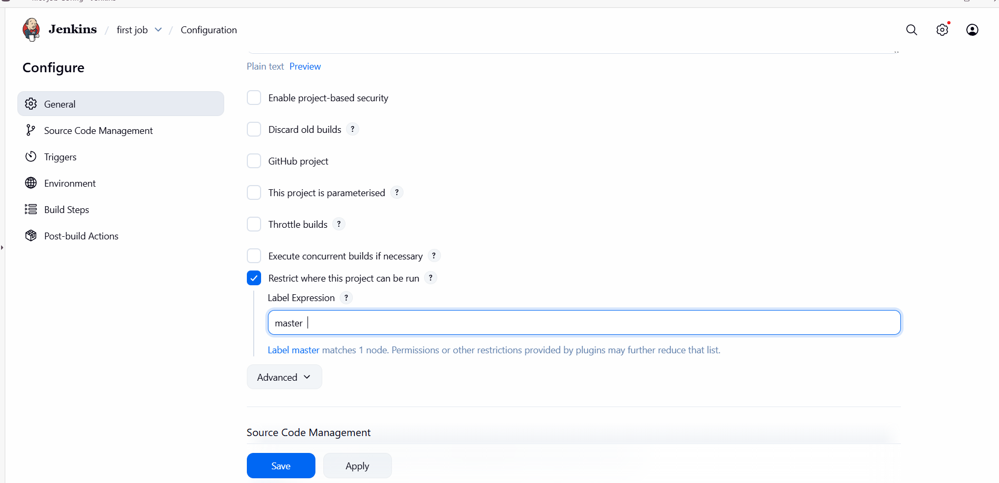 Jenkins / first job / Configuration
Configure
General
Source Code Management
Triggers
Environment
Build Steps
Post-build Actions
Plain text Preview
Enable project-based security
Discard old builds ?
GitHub project
This project is parameterised ?
Throttle builds ?
Execute concurrent builds if necessary ?
Restrict where this project can be run ?
Label Expression ?
master
Label master matches 1 node. Permissions or other restrictions provided by plugins may further reduce that list.
Advanced
Source Code Management
Save Apply